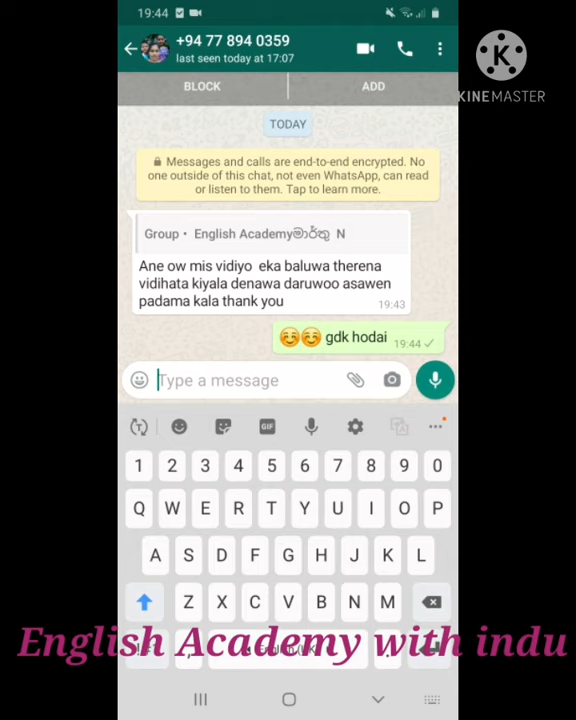 19:44
+94 77 894 0359
last seen today at 17:07
BLOCK ADD
K
KINEMASTER
TODAY
Messages and calls are end-to-end encrypted. No
one outside of this chat, not even WhatsApp, can read
or listen to them. Tap to learn more.
Group • English Academyමාර්තු N
Ane ow mis vidiyo eka baluwa therena
vidihata kiyala denawa daruwoo asawen
padama kala thank you
19:43
☺️☺️ gdk hodai 19:44
Type a message
GIF
1 2 3 4 5 6 7 8 9 0
Q W E R T Y U I O P
A S D F G H J K L
Z X C V B N M
English Academy with indu